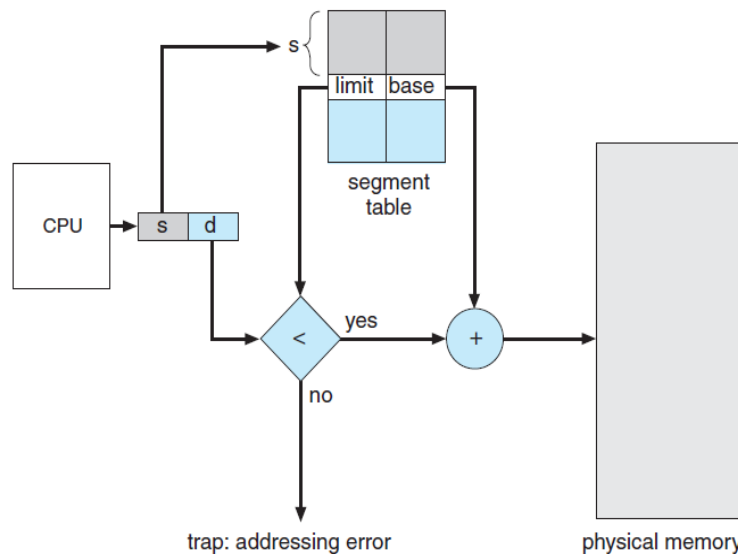 s
limit base
segment
table
CPU
s d
<
yes
+
no
trap: addressing error
physical memory